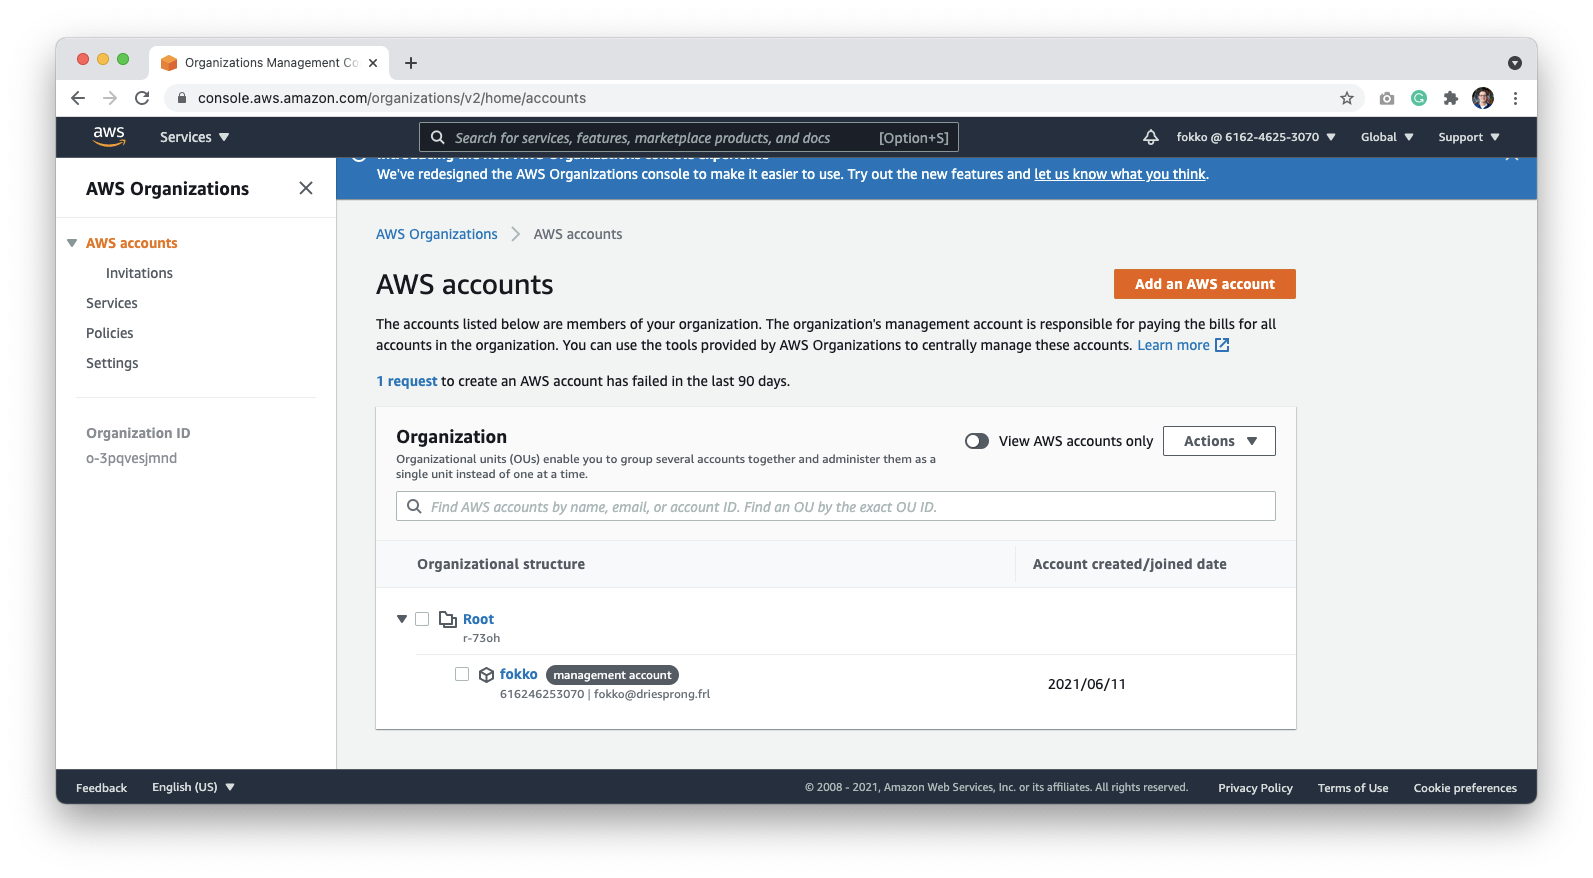 Organizations Management Co
console.aws.amazon.com/organizations/v2/home/accounts
aws
Services
Search for services, features, marketplace products, and docs
[Option+S]
fokko @ 6162-4625-3070
Global
Support
AWS Organizations
AWS accounts
Invitations
Services
Policies
Settings
Organization ID
o-3pqvesjmnd
Introducing the new AWS Organizations console experience
We've redesigned the AWS Organizations console to make it easier to use. Try out the new features and let us know what you think.
AWS Organizations
AWS accounts
AWS accounts
Add an AWS account
The accounts listed below are members of your organization. The organization's management account is responsible for paying the bills for all
accounts in the organization. You can use the tools provided by AWS Organizations to centrally manage these accounts. Learn more
1 request to create an AWS account has failed in the last 90 days.
Organization
Organizational units (OUs) enable you to group several accounts together and administer them as a
single unit instead of one at a time.
View AWS accounts only
Actions
Find AWS accounts by name, email, or account ID. Find an OU by the exact OU ID.
Organizational structure
Account created/joined date
Root
r-73oh
fokko management account
616246253070 | fokko@driesprong.frl
2021/06/11
Feedback
English (US)
© 2008 - 2021, Amazon Web Services, Inc. or its affiliates. All rights reserved.
Privacy Policy
Terms of Use
Cookie preferences